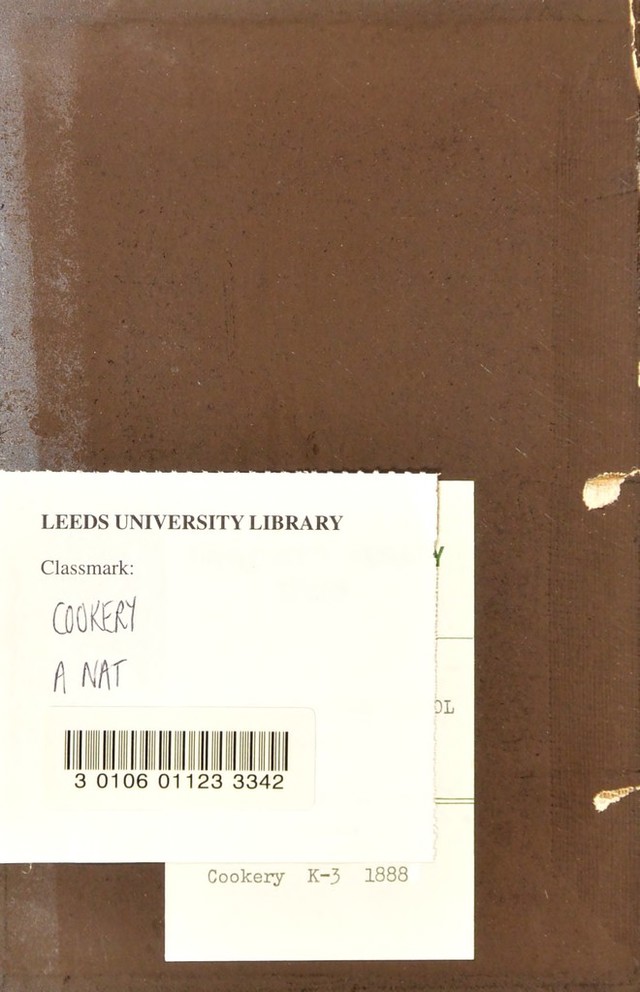 LEEDS UNIVERSITY LIBRARY
Classmark:
COOKERY
A NAT
3 0106 01123 3342
Y
OL
Cookery K-3 1888